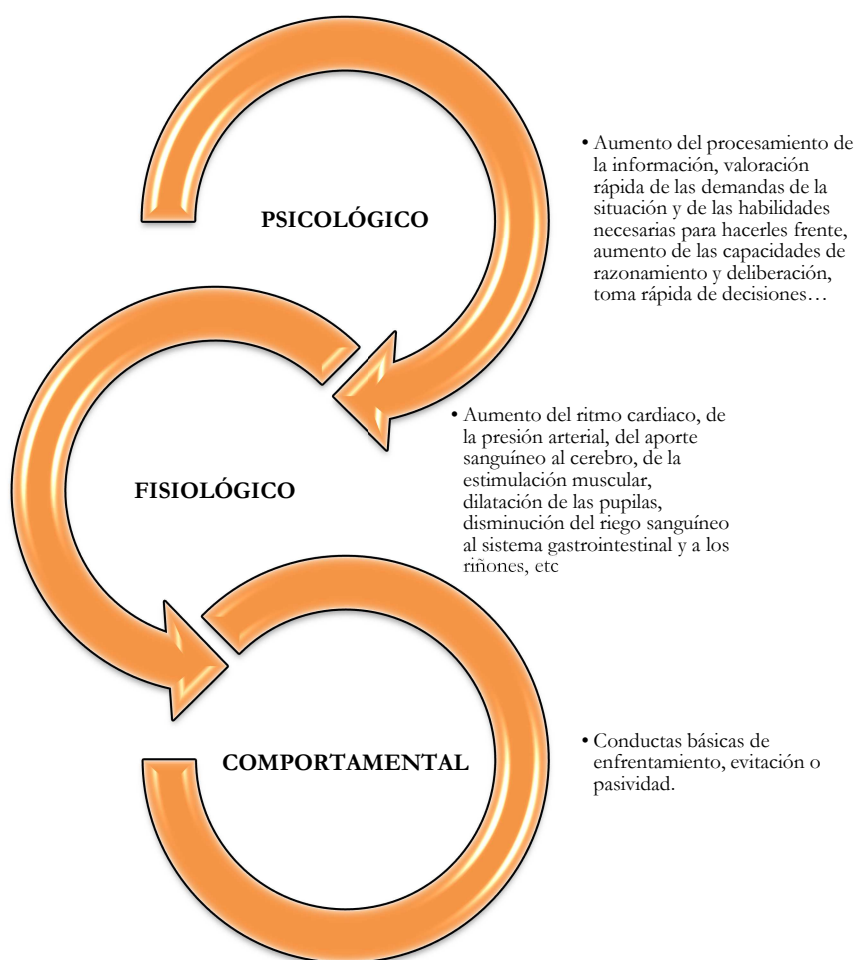 PSICOLÓGICO
• Aumento del procesamiento de
la información, valoración
rápida de las demandas de la
situación y de las habilidades
necesarias para hacerles frente,
aumento de las capacidades de
razonamiento y deliberación,
toma rápida de decisiones…
FISIOLÓGICO
• Aumento del ritmo cardiaco, de
la presión arterial, del aporte
sanguíneo al cerebro, de la
estimulación muscular,
dilatación de las pupilas,
disminución del riego sanguíneo
al sistema gastrointestinal y a los
riñones, etc
COMPORTAMENTAL
• Conductas básicas de
enfrentamiento, evitación o
pasividad.